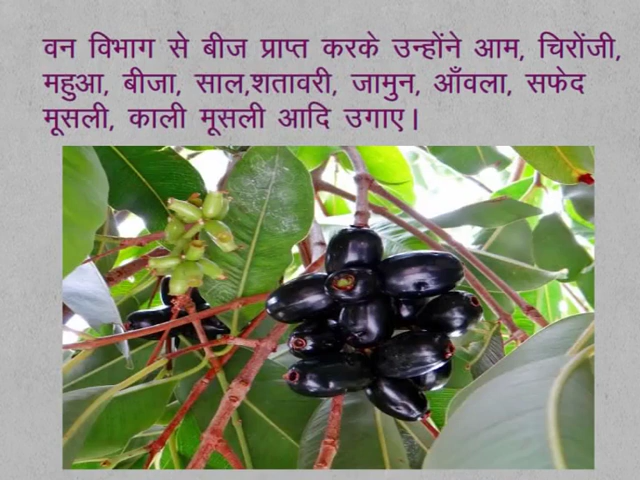 वन विभाग से बीज प्राप्त करके उन्होंने आम, चिरोंजी,
महुआ, बीजा, साल,शतावरी, जामुन, आँवला, सफेद
मूसली, काली मूसली आदि उगाए।